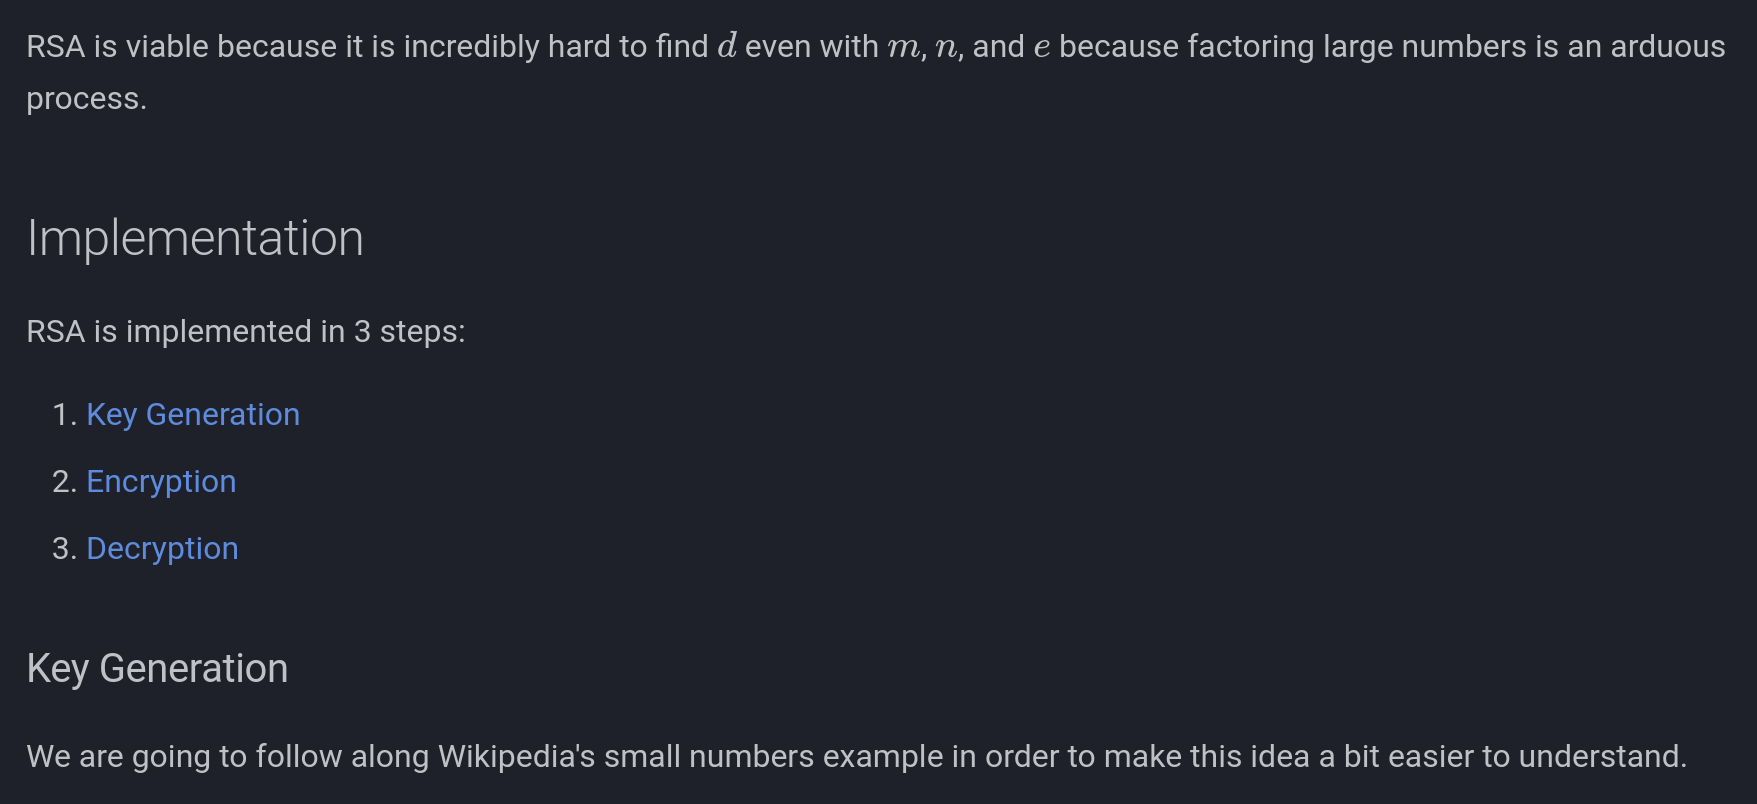 RSA is viable because it is incredibly hard to find d even with m, n, and e because factoring large numbers is an arduous
process.
Implementation
RSA is implemented in 3 steps:
1. Key Generation
2. Encryption
3. Decryption
Key Generation
We are going to follow along Wikipedia's small numbers example in order to make this idea a bit easier to understand.